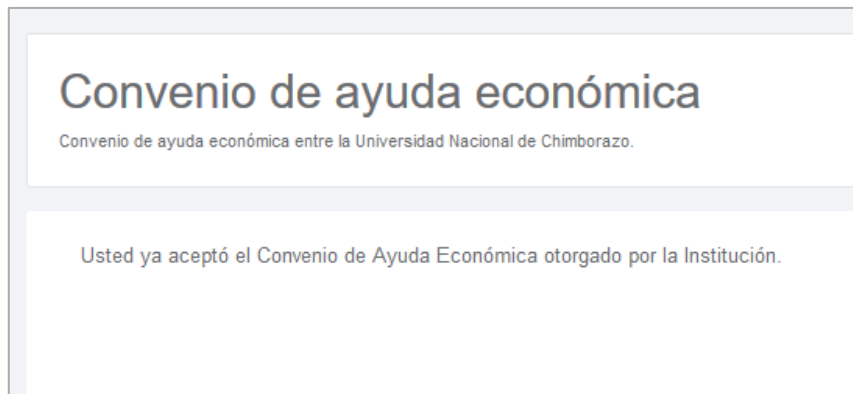 Convenio de ayuda económica
Convenio de ayuda económica entre la Universidad Nacional de Chimborazo.
Usted ya aceptó el Convenio de Ayuda Económica otorgado por la Institución.